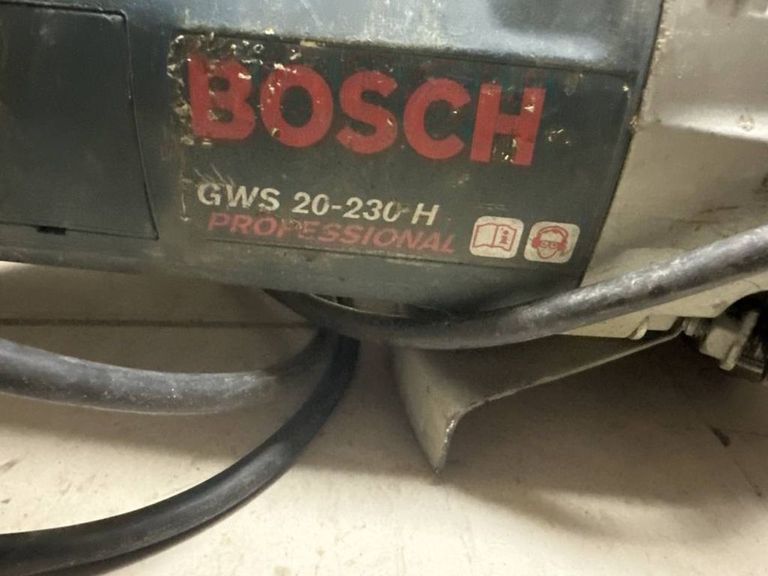 BOSCH
GWS 20-230 H
PROFESSIONAL